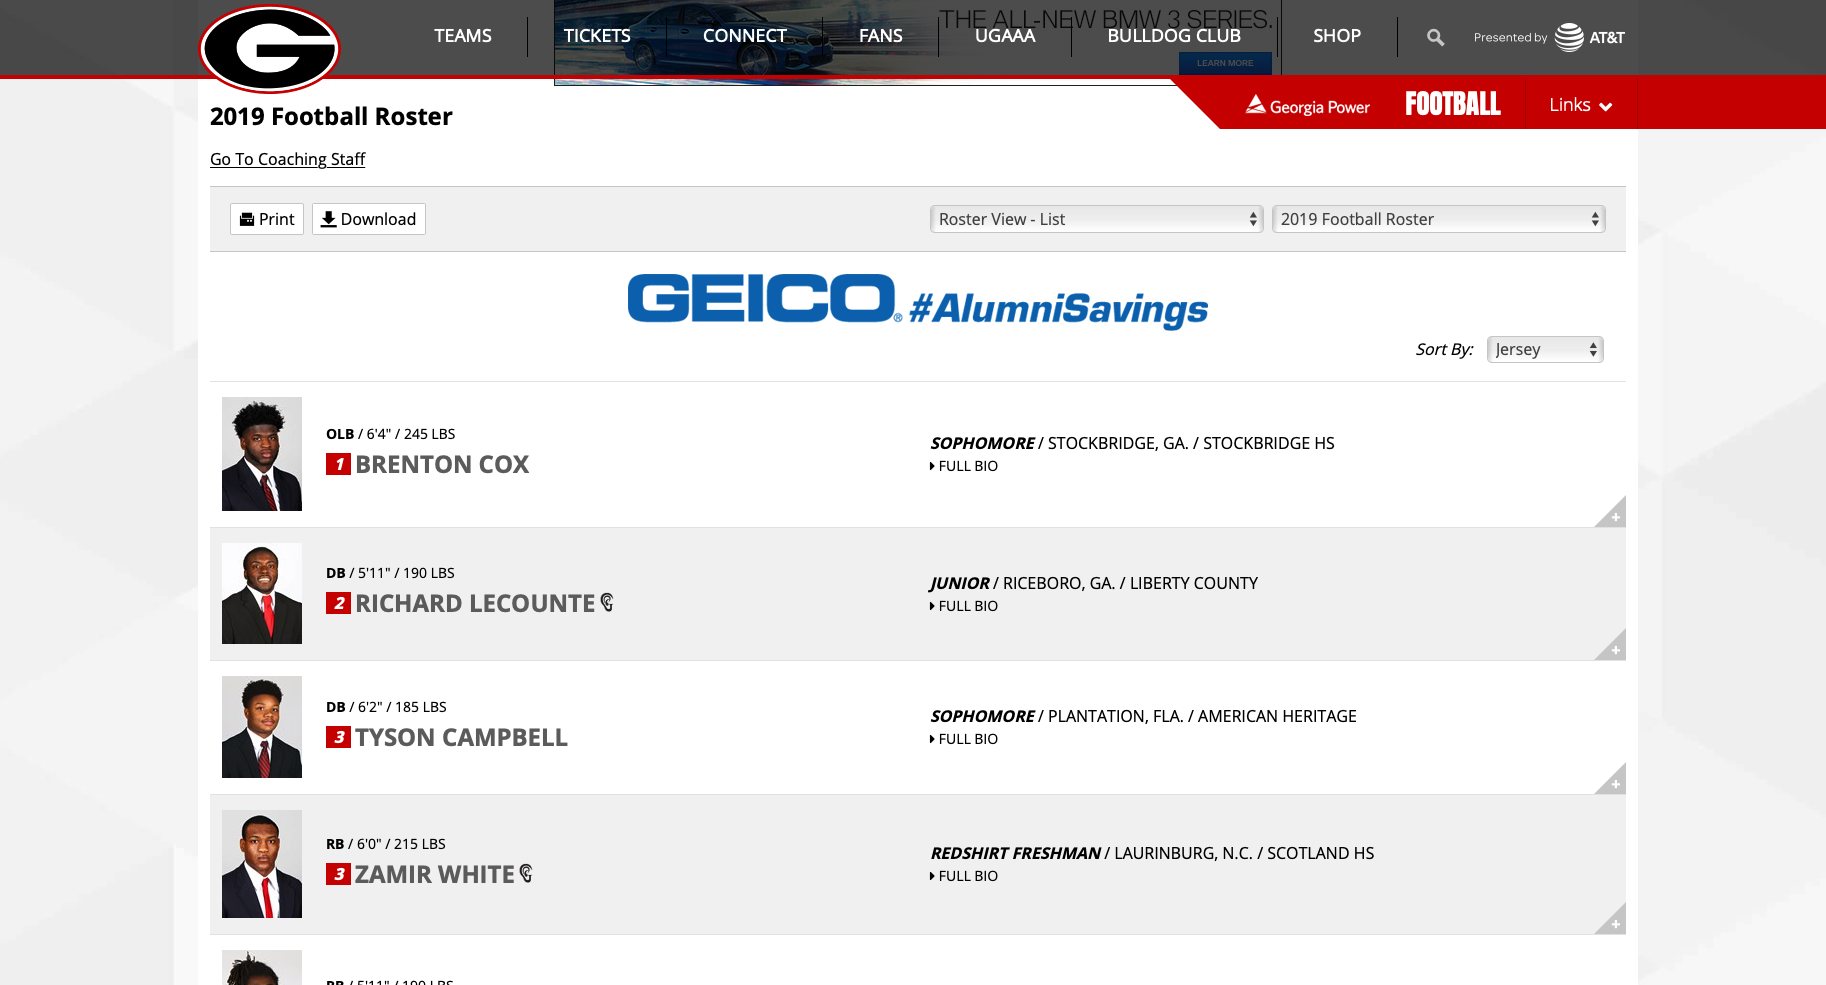 THE ALL-NEW BMW 3 SERIES.
LEARN MORE
G
TEAMS
TICKETS
CONNECT
FANS
UGAAA
BULLDOG CLUB
SHOP
Presented by AT&T
Georgia Power
FOOTBALL
Links
2019 Football Roster
Go To Coaching Staff
Print
Download
Roster View - List
2019 Football Roster
GEICO® #AlumniSavings
Sort By: Jersey
OLB / 6'4" / 245 LBS
1 BRENTON COX
SOPHOMORE / STOCKBRIDGE, GA. / STOCKBRIDGE HS
FULL BIO
DB / 5'11" / 190 LBS
2 RICHARD LECOUNTE
JUNIOR / RICEBORO, GA. / LIBERTY COUNTY
FULL BIO
DB / 6'2" / 185 LBS
3 TYSON CAMPBELL
SOPHOMORE / PLANTATION, FLA. / AMERICAN HERITAGE
FULL BIO
RB / 6'0" / 215 LBS
3 ZAMIR WHITE
REDSHIRT FRESHMAN / LAURINBURG, N.C. / SCOTLAND HS
FULL BIO
/ 5'11" / 190 LBS